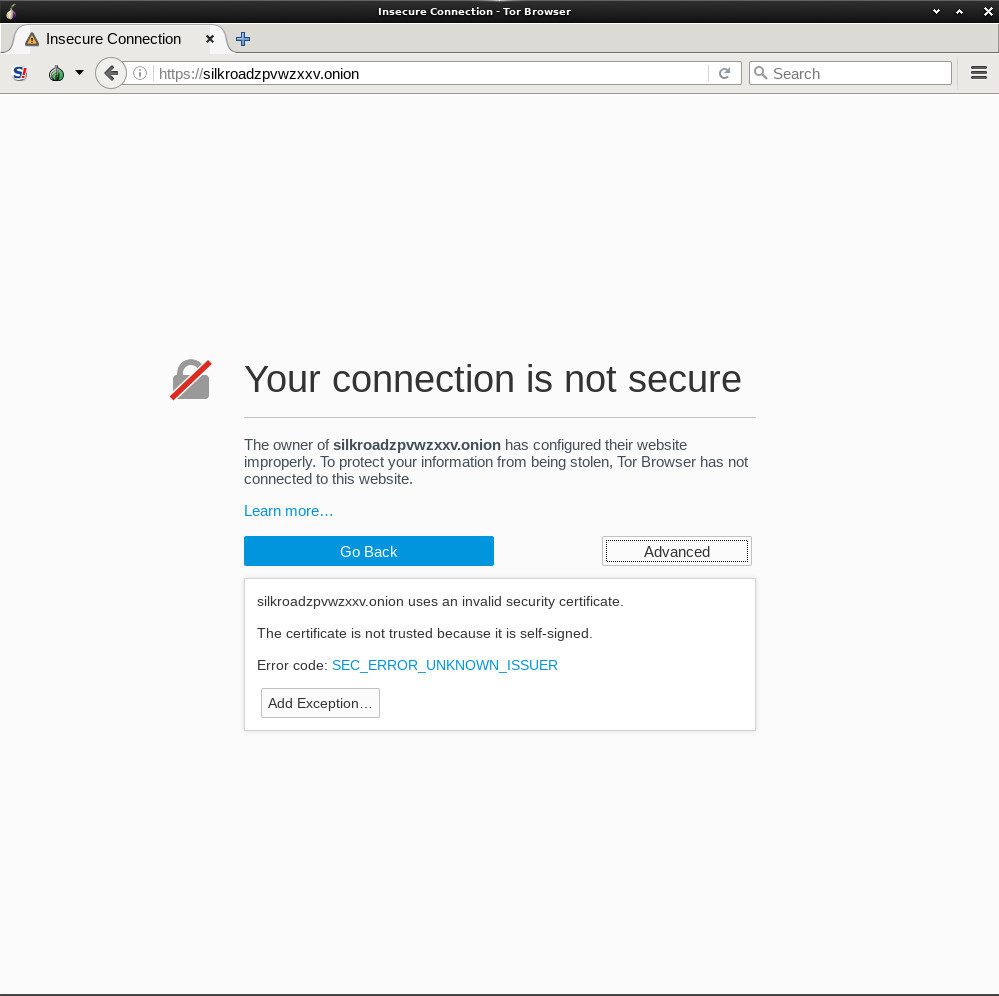 Insecure Connection - Tor Browser
Insecure Connection
S!
https://silkroadzpvwzxxv.onion
Search
Your connection is not secure
The owner of silkroadzpvwzxxv.onion has configured their website
improperly. To protect your information from being stolen, Tor Browser has not
connected to this website.
Learn more…
Go Back
Advanced
silkroadzpvwzxxv.onion uses an invalid security certificate.
The certificate is not trusted because it is self-signed.
Error code: SEC_ERROR_UNKNOWN_ISSUER
Add Exception…